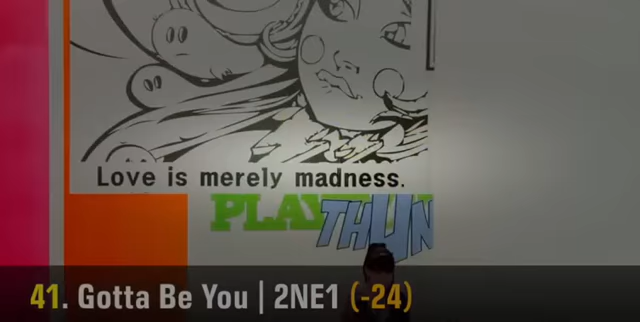 Love is merely madness.
PLAY
THUN
41. Gotta Be You | 2NE1 (-24)